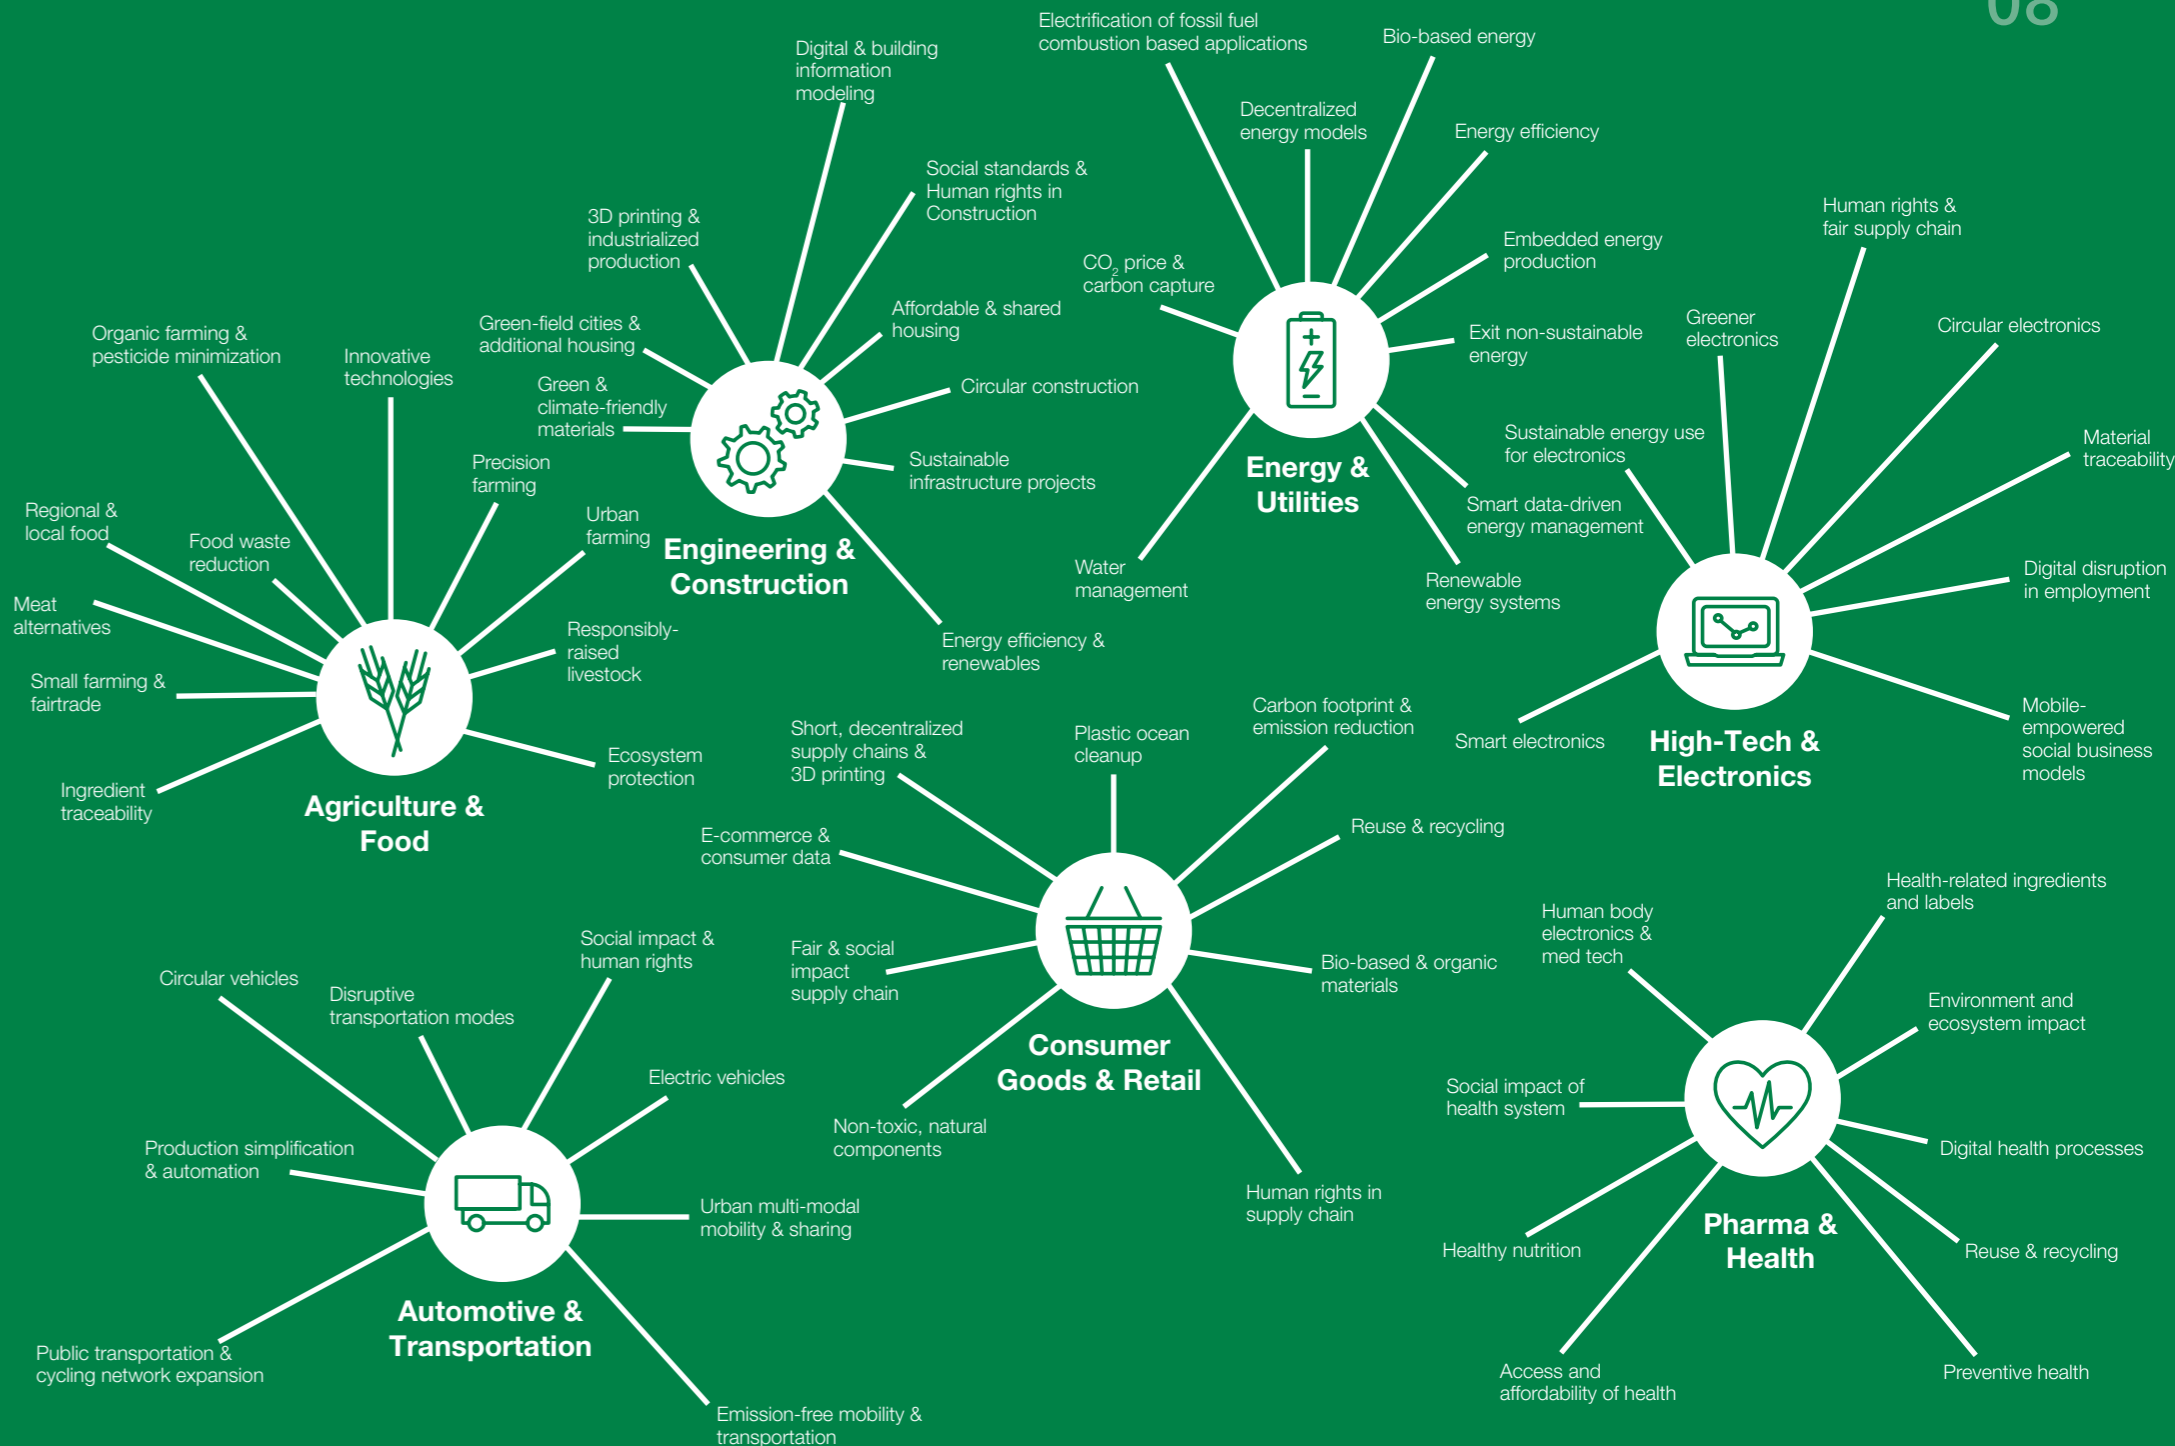 08
Electrification of fossil fuel
combustion based applications
Bio-based energy
Decentralized
energy models
Energy efficiency
CO₂ price &
carbon capture
Embedded energy
production
Exit non-sustainable
energy
Smart data-driven
energy management
Renewable
energy systems
Water
management
Energy &
Utilities
Digital & building
information
modeling
Social standards &
Human rights in
Construction
3D printing &
industrialized
production
Affordable & shared
housing
Green-field cities &
additional housing
Circular construction
Green &
climate-friendly
materials
Sustainable
infrastructure projects
Energy efficiency &
renewables
Engineering &
Construction
Organic farming &
pesticide minimization
Innovative
technologies
Precision
farming
Urban
farming
Regional &
local food
Food waste
reduction
Meat
alternatives
Responsibly-
raised
livestock
Small farming &
fairtrade
Ecosystem
protection
Ingredient
traceability
Agriculture &
Food
Human rights &
fair supply chain
Greener
electronics
Circular electronics
Sustainable energy use
for electronics
Material
traceability
Digital disruption
in employment
Mobile-
empowered
social business
models
Smart electronics
High-Tech &
Electronics
Short, decentralized
supply chains &
3D printing
Plastic ocean
cleanup
Carbon footprint &
emission reduction
E-commerce &
consumer data
Reuse & recycling
Fair & social
impact
supply chain
Bio-based & organic
materials
Non-toxic, natural
components
Human rights in
supply chain
Consumer
Goods & Retail
Circular vehicles
Disruptive
transportation modes
Social impact &
human rights
Electric vehicles
Production simplification
& automation
Urban multi-modal
mobility & sharing
Public transportation &
cycling network expansion
Emission-free mobility &
transportation
Automotive &
Transportation
Human body
electronics &
med tech
Health-related ingredients
and labels
Environment and
ecosystem impact
Social impact of
health system
Digital health processes
Healthy nutrition
Reuse & recycling
Access and
affordability of health
Preventive health
Pharma &
Health